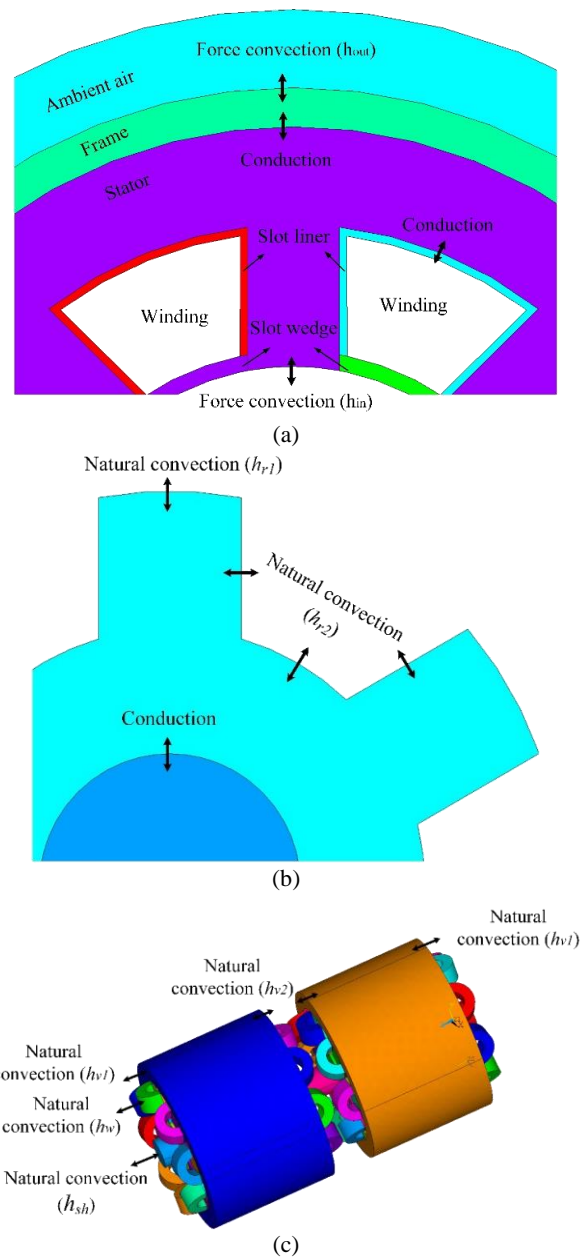 Force convection (hout)
Ambient air
Frame
Conduction
Stator
Conduction
Slot liner
Winding
Winding
Slot wedge
Force convection (hin)
(a)
Natural convection (hr1)
Natural convection
(hr2)
Conduction
(b)
Natural
convection (hv1)
Natural
convection (hv2)
Natural
onvection (hv1)
Natural
convection (hw)
Natural convection
(hsh)
(c)